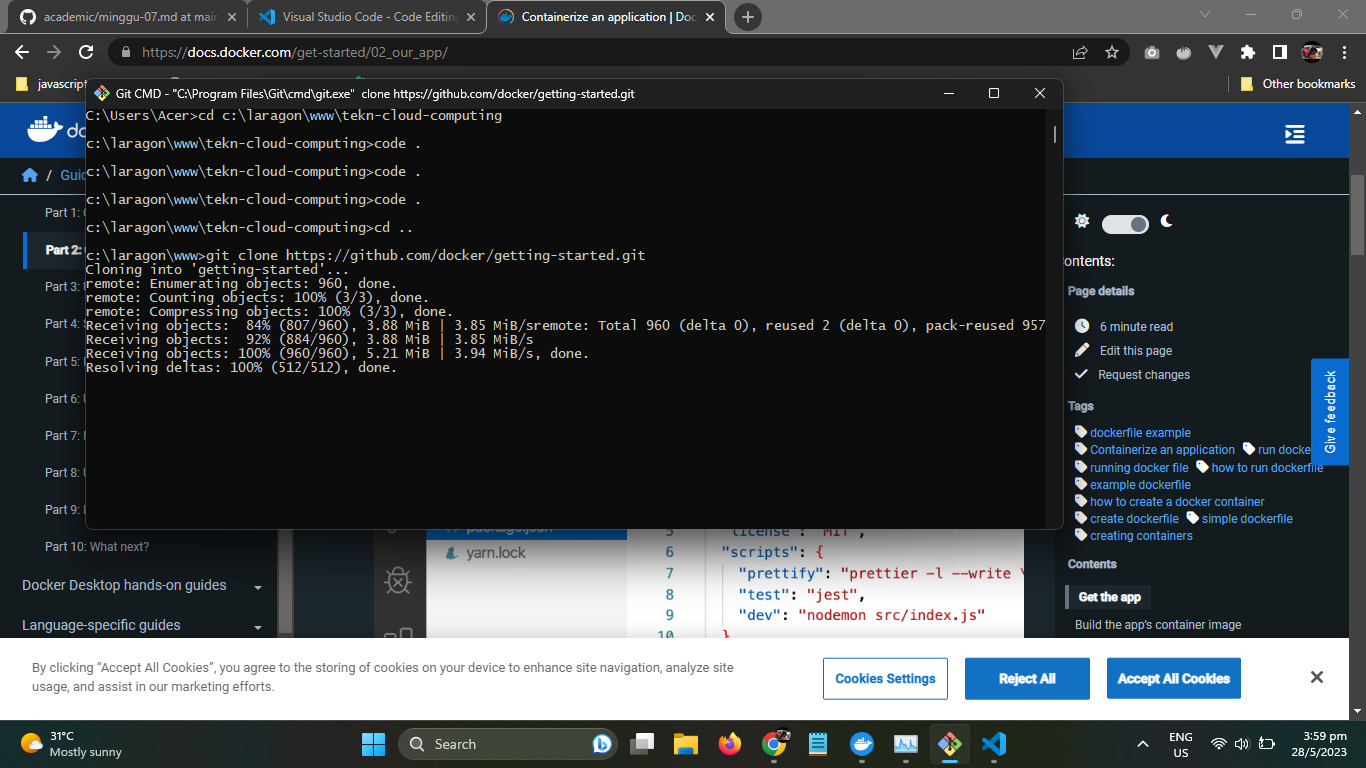 academic/minggu-07.md at main
Visual Studio Code - Code Editing
Containerize an application | Doc
https://docs.docker.com/get-started/02_our_app/
javascript
Other bookmarks
Git CMD - "C:\Program Files\Git\cmd\git.exe" clone https://github.com/docker/getting-started.git
C:\Users\Acer>cd c:\laragon\www\tekn-cloud-computing
c:\laragon\www\tekn-cloud-computing>code .
c:\laragon\www\tekn-cloud-computing>code .
c:\laragon\www\tekn-cloud-computing>code .
c:\laragon\www\tekn-cloud-computing>cd ..
c:\laragon\www>git clone https://github.com/docker/getting-started.git
Cloning into 'getting-started'...
remote: Enumerating objects: 960, done.
remote: Counting objects: 100% (3/3), done.
remote: Compressing objects: 100% (3/3), done.
Receiving objects:  84% (807/960), 3.88 MiB | 3.85 MiB/sremote: Total 960 (delta 0), reused 2 (delta 0), pack-reused 957
Receiving objects:  92% (884/960), 3.88 MiB | 3.85 MiB/s
Receiving objects: 100% (960/960), 5.21 MiB | 3.94 MiB/s, done.
Resolving deltas: 100% (512/512), done.
/ Guid
Part 1:
Part 2:
Part 3:
Part 4:
Part 5:
Part 6:
Part 7:
Part 8:
Part 9:
Part 10: What next?
Docker Desktop hands-on guides
Language-specific guides
package.json
yarn.lock
5 "license": "MIT",
6 "scripts": {
7 "prettify": "prettier -l --write \
8 "test": "jest",
9 "dev": "nodemon src/index.js"
10 }
ontents:
Page details
6 minute read
Edit this page
Request changes
Tags
dockerfile example
Containerize an application run docke
running docker file how to run dockerfile
example dockerfile
how to create a docker container
create dockerfile simple dockerfile
creating containers
Contents
Get the app
Build the app's container image
Give feedback
By clicking “Accept All Cookies”, you agree to the storing of cookies on your device to enhance site navigation, analyze site
usage, and assist in our marketing efforts.
Cookies Settings
Reject All
Accept All Cookies
31°C
Mostly sunny
Search
ENG
US
3:59 pm
28/5/2023